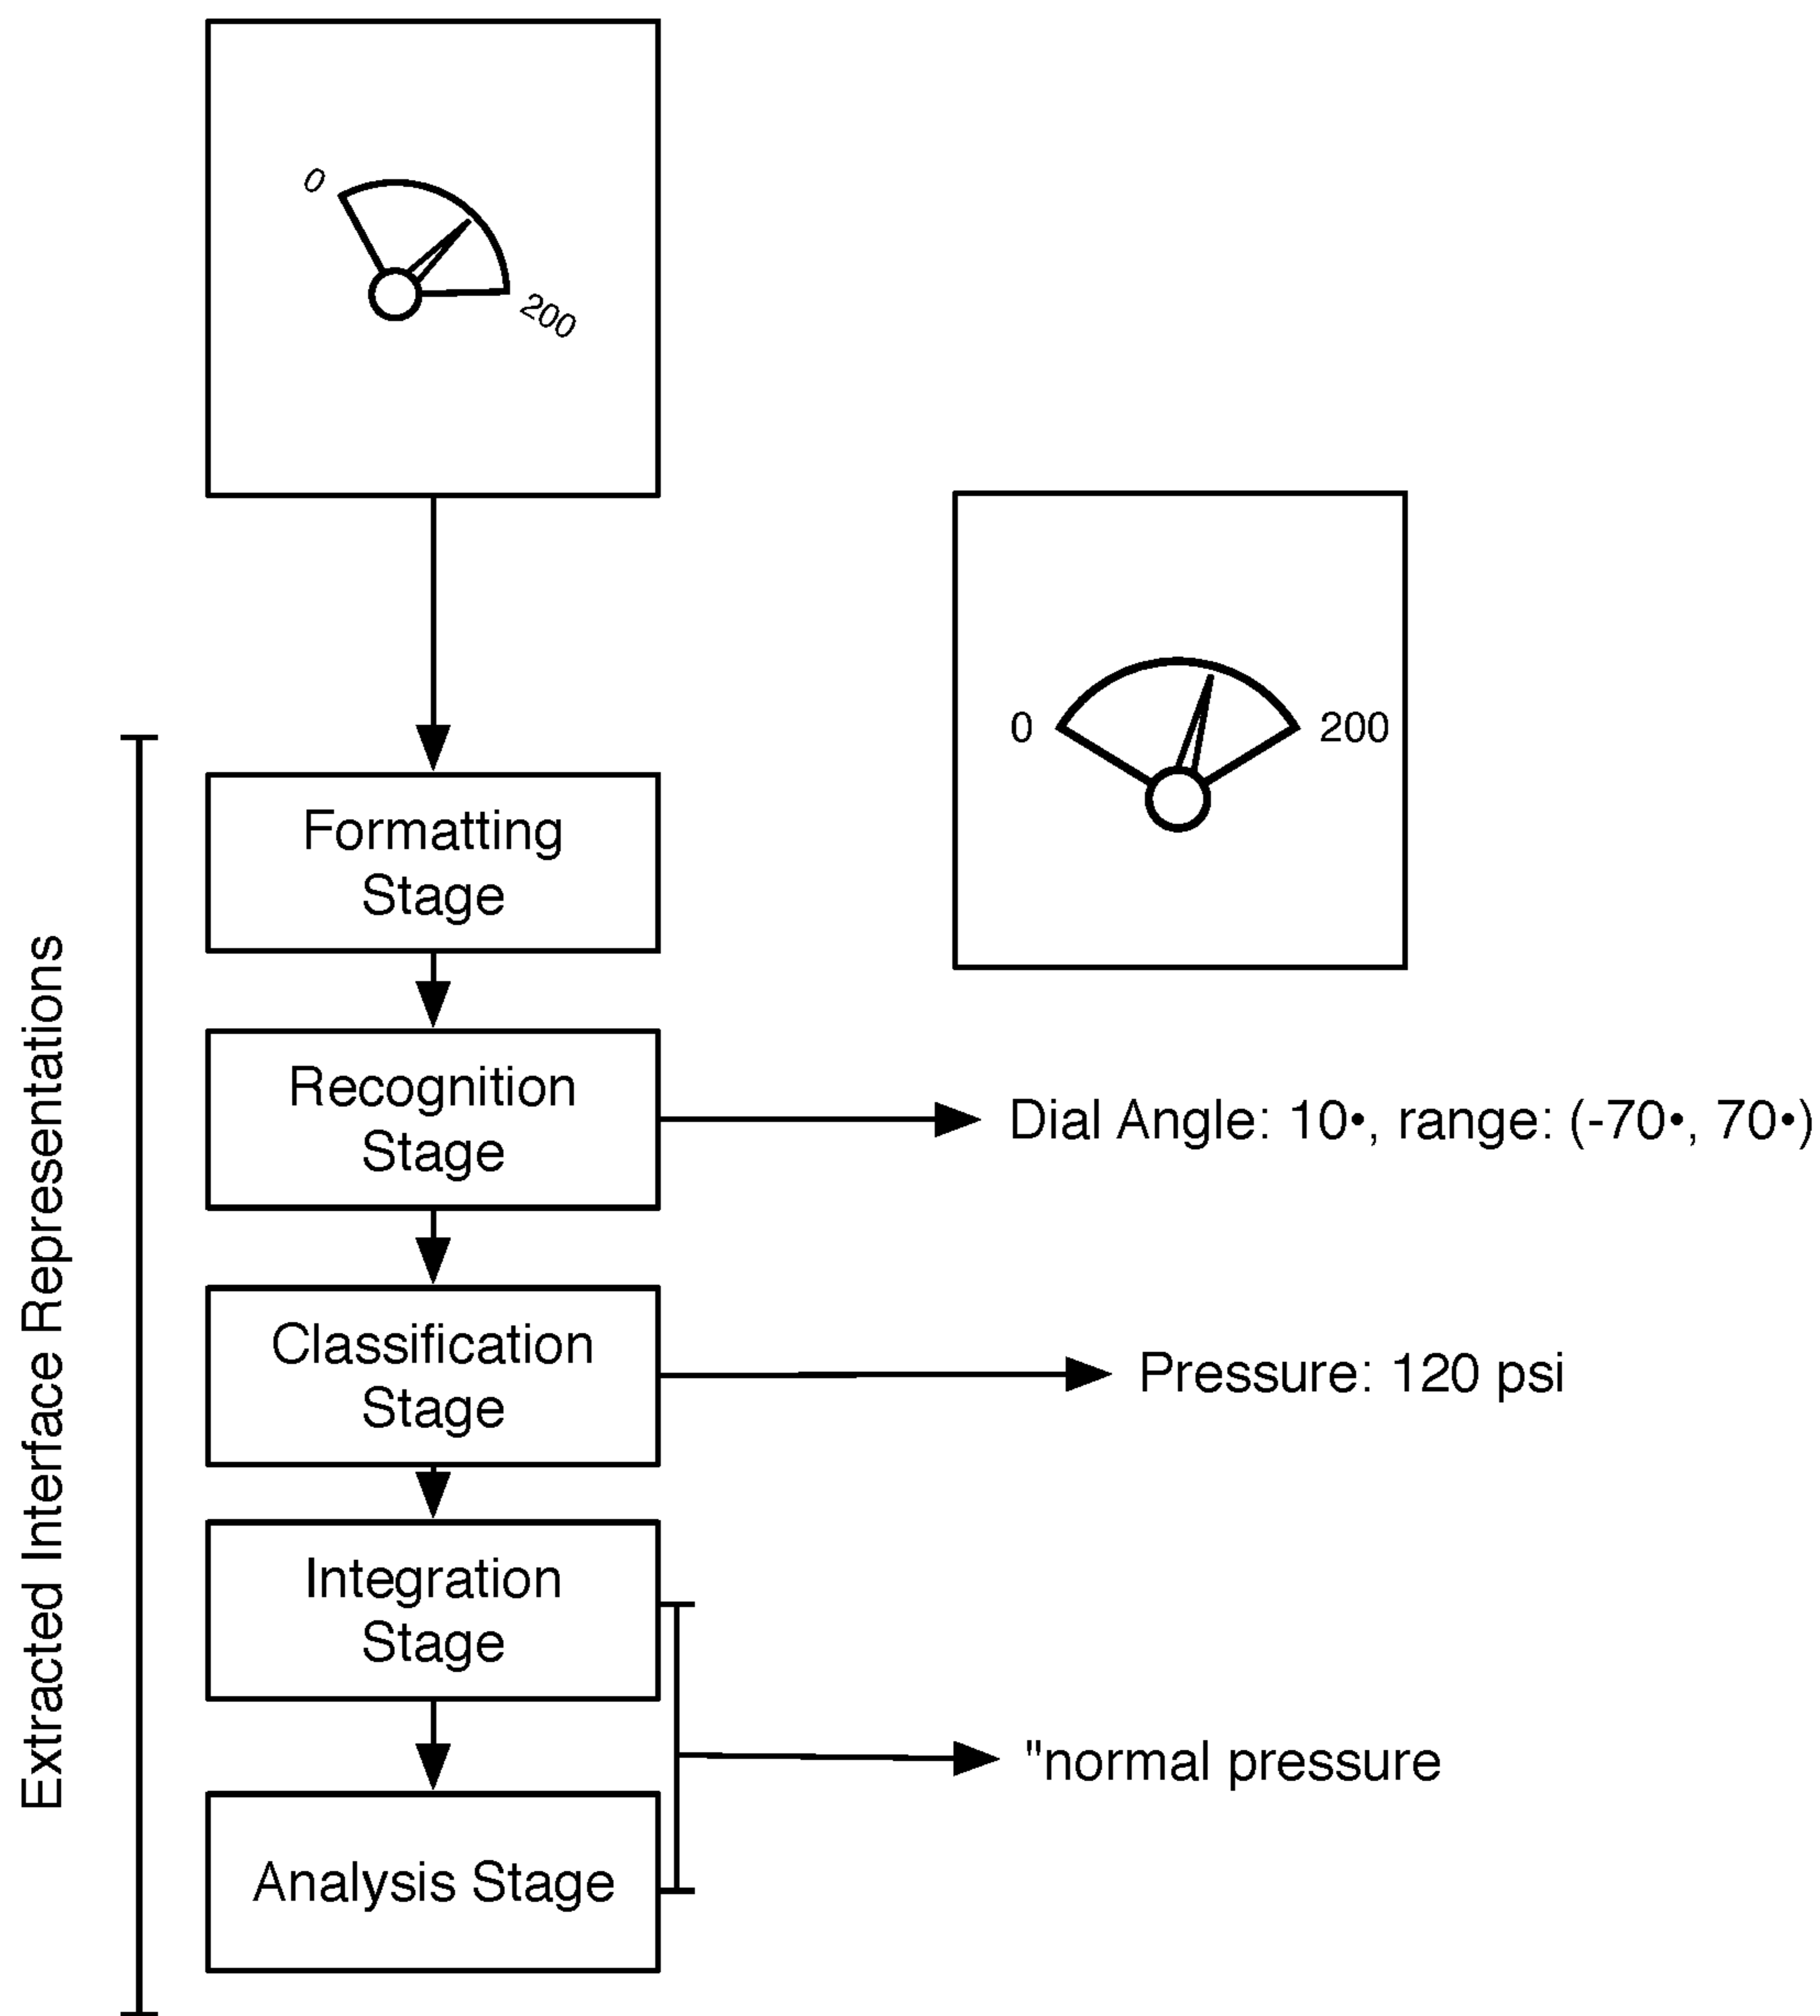 0
200
0
200
Formatting
Stage
Recognition
Stage
Dial Angle: 10•, range: (-70•, 70•)
Classification
Stage
Pressure: 120 psi
Integration
Stage
"normal pressure
Analysis Stage
Extracted Interface Representations